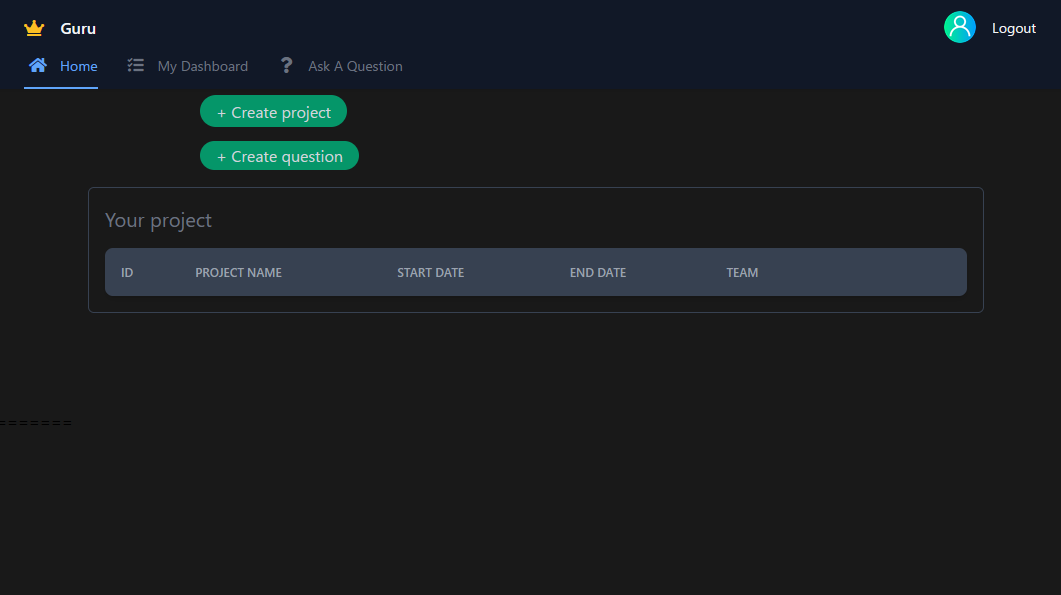 Guru
Logout
Home
My Dashboard
? Ask A Question
+ Create project
+ Create question
Your project
ID PROJECT NAME START DATE END DATE TEAM
=======